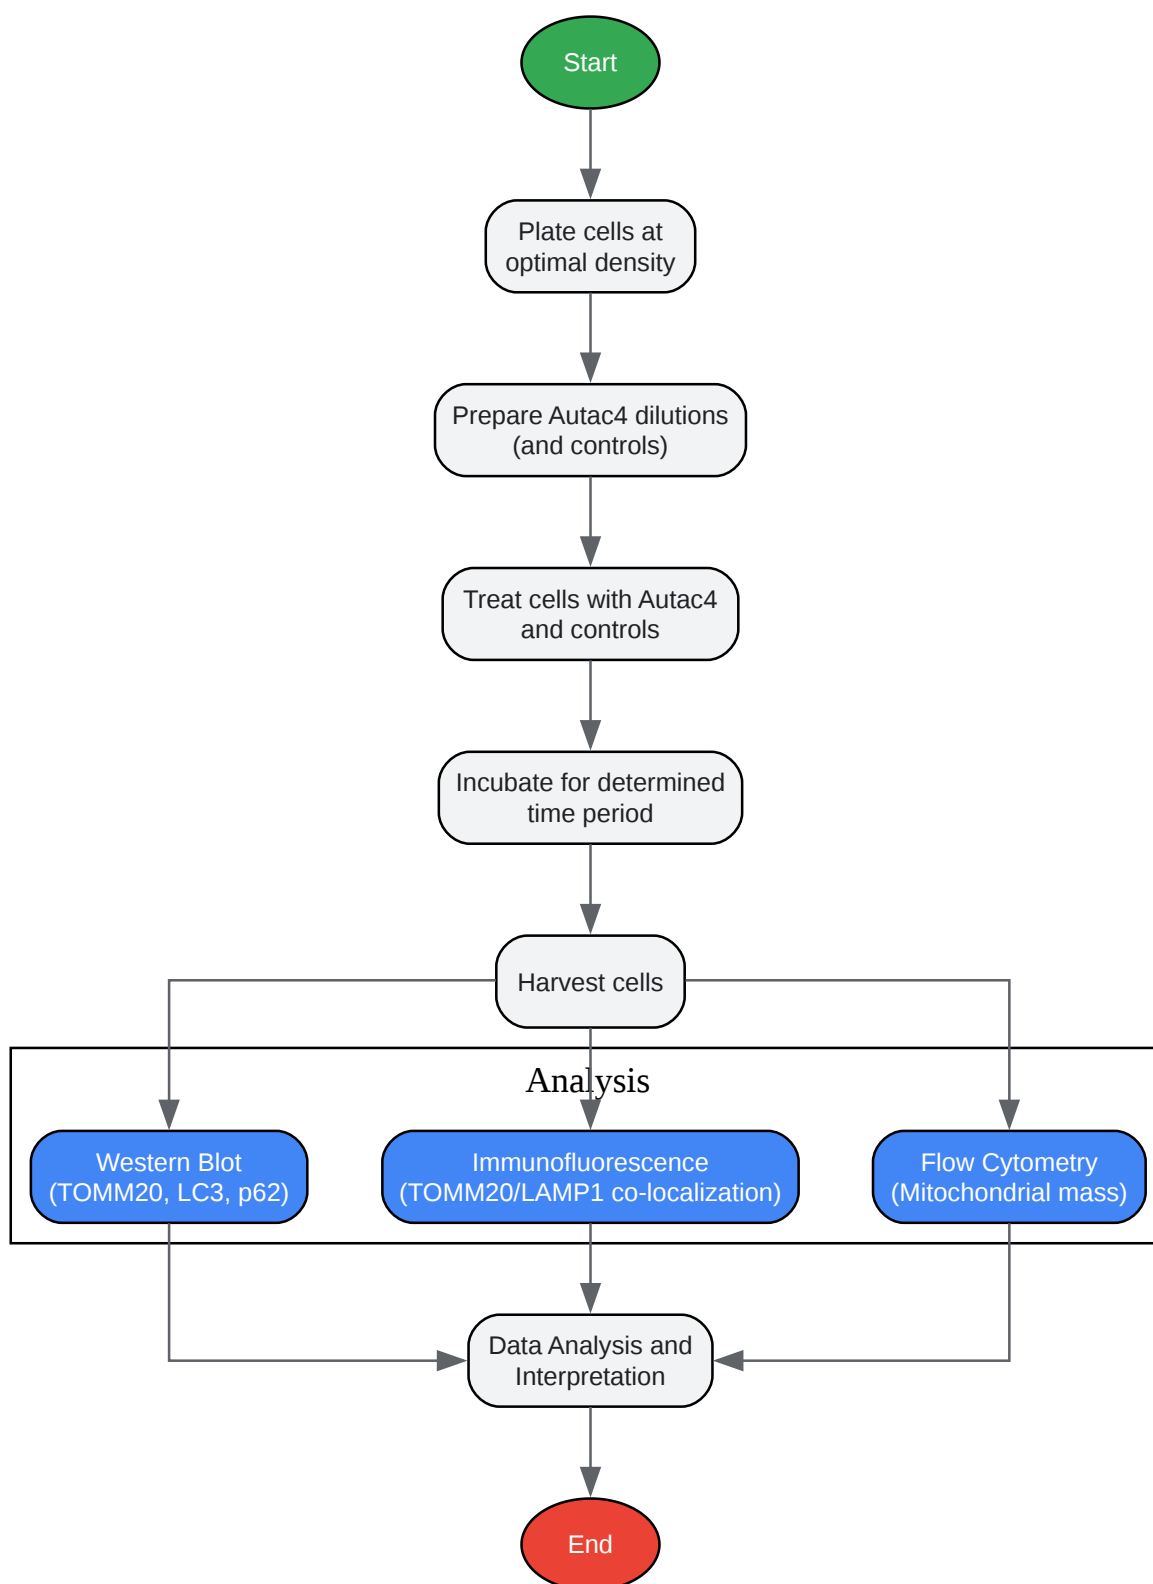 Start
Plate cells at
optimal density
Prepare Autac4 dilutions
(and controls)
Treat cells with Autac4
and controls
Incubate for determined
time period
Harvest cells
Analysis
Western Blot
(TOMM20, LC3, p62)
Immunofluorescence
(TOMM20/LAMP1 co-localization)
Flow Cytometry
(Mitochondrial mass)
Data Analysis and
Interpretation
End